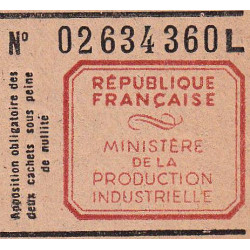 N° 02634360L
Apposition obligatoire des
deux cachets sous peine
de nullité
RÉPUBLIQUE
FRANÇAISE
MINISTÈRE
DE LA
PRODUCTION
INDUSTRIELLE